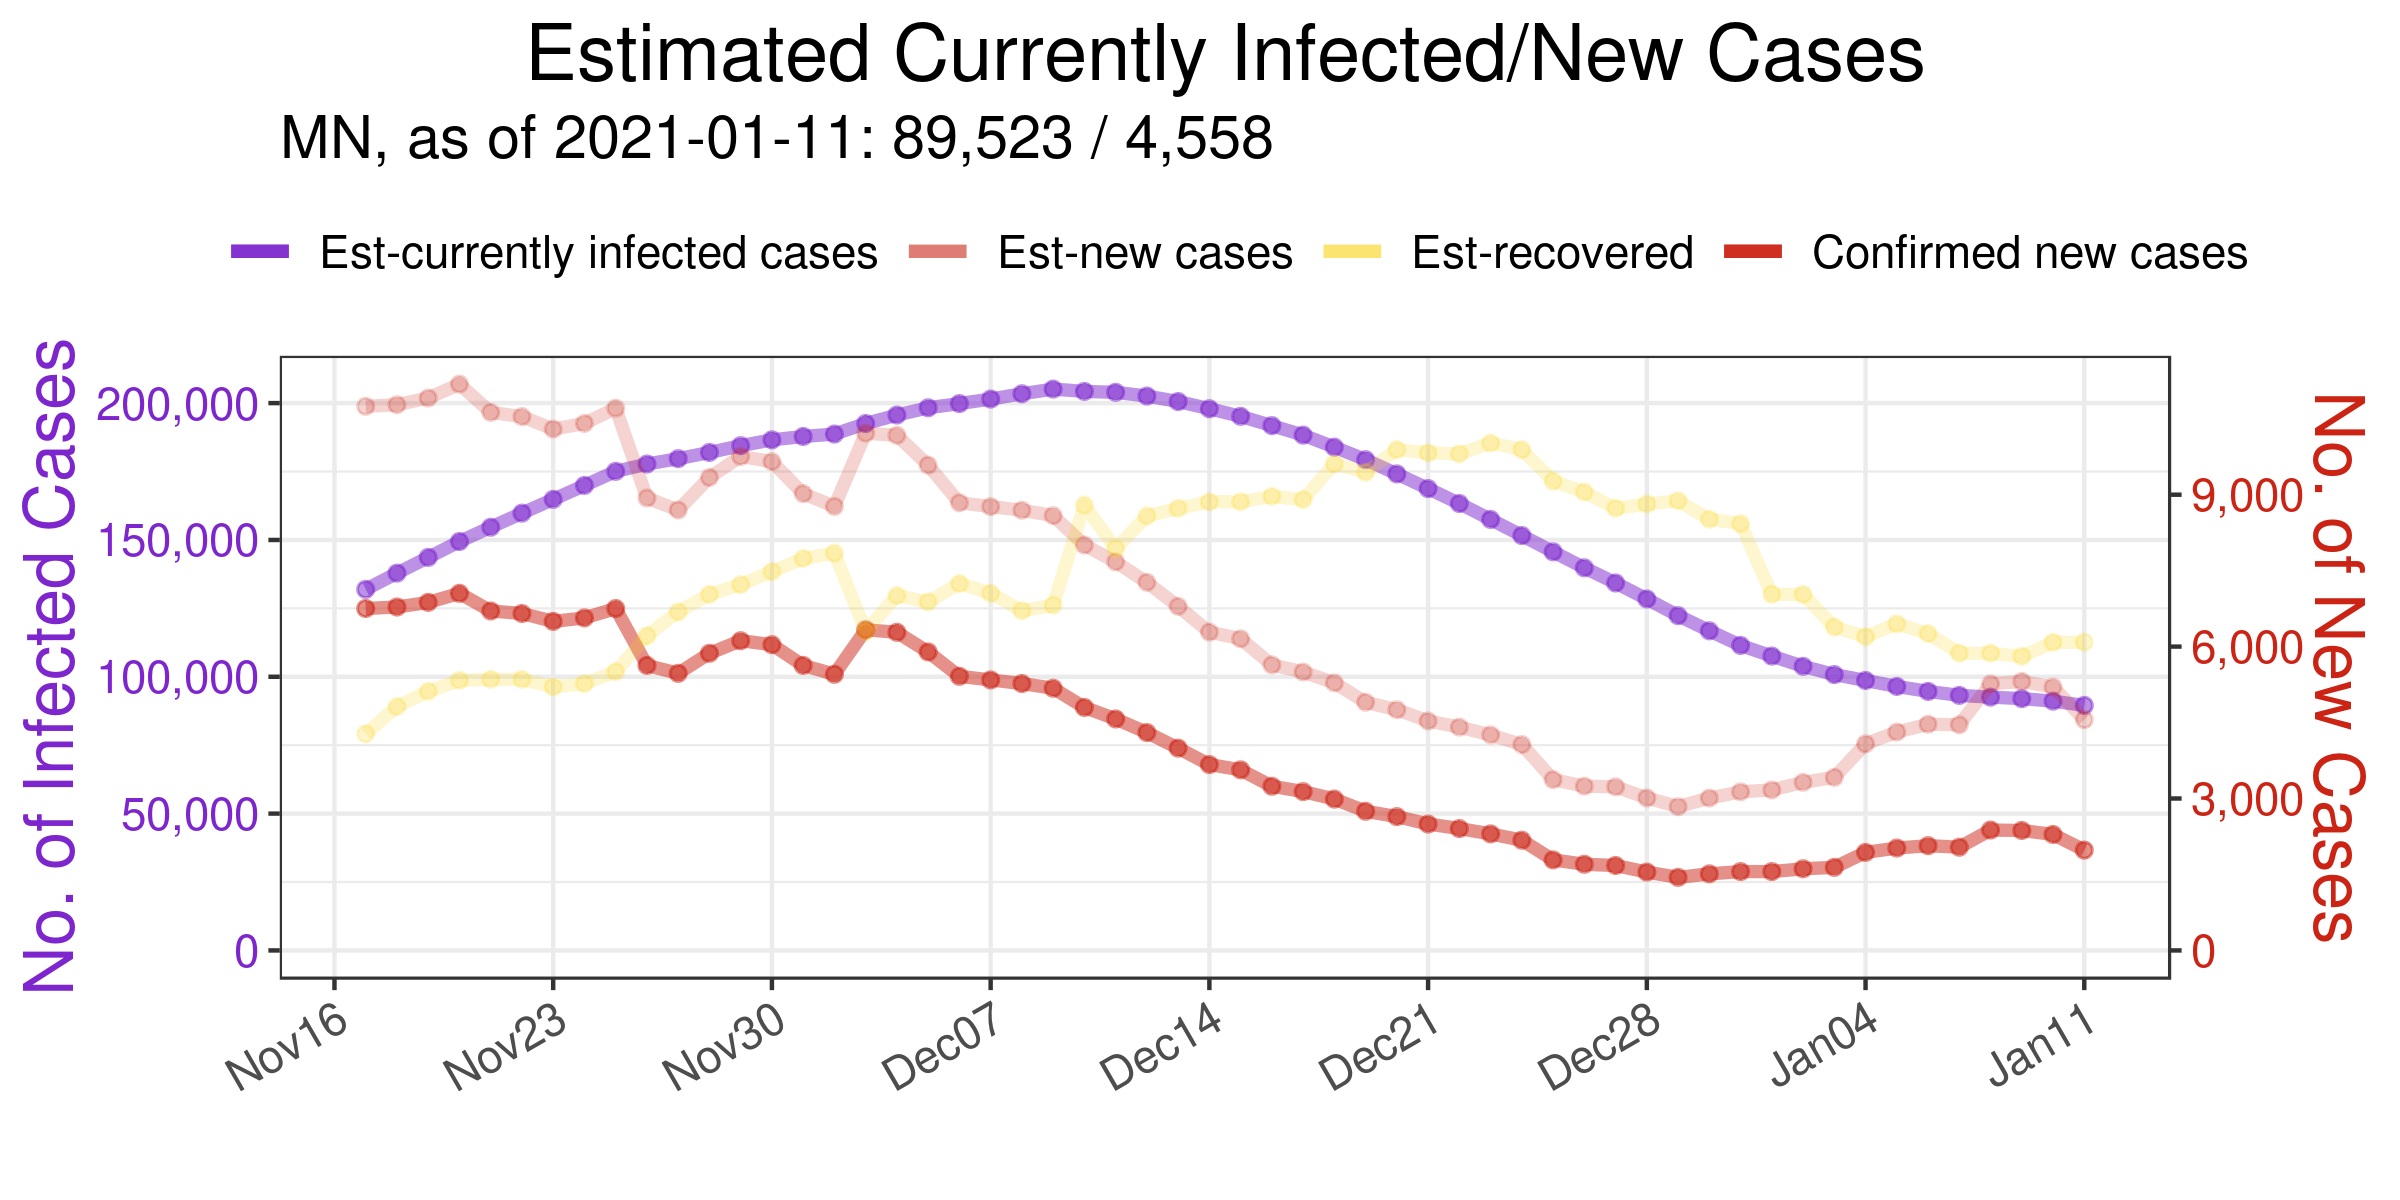 Estimated Currently Infected/New Cases
MN, as of 2021-01-11: 89,523 / 4,558
Est-currently infected cases Est-new cases Est-recovered Confirmed new cases
No. of Infected Cases
200,000
150,000
100,000
50,000
0
No. of New Cases
9,000
6,000
3,000
0
Nov16 Nov23 Nov30 Dec07 Dec14 Dec21 Dec28 Jan04 Jan11